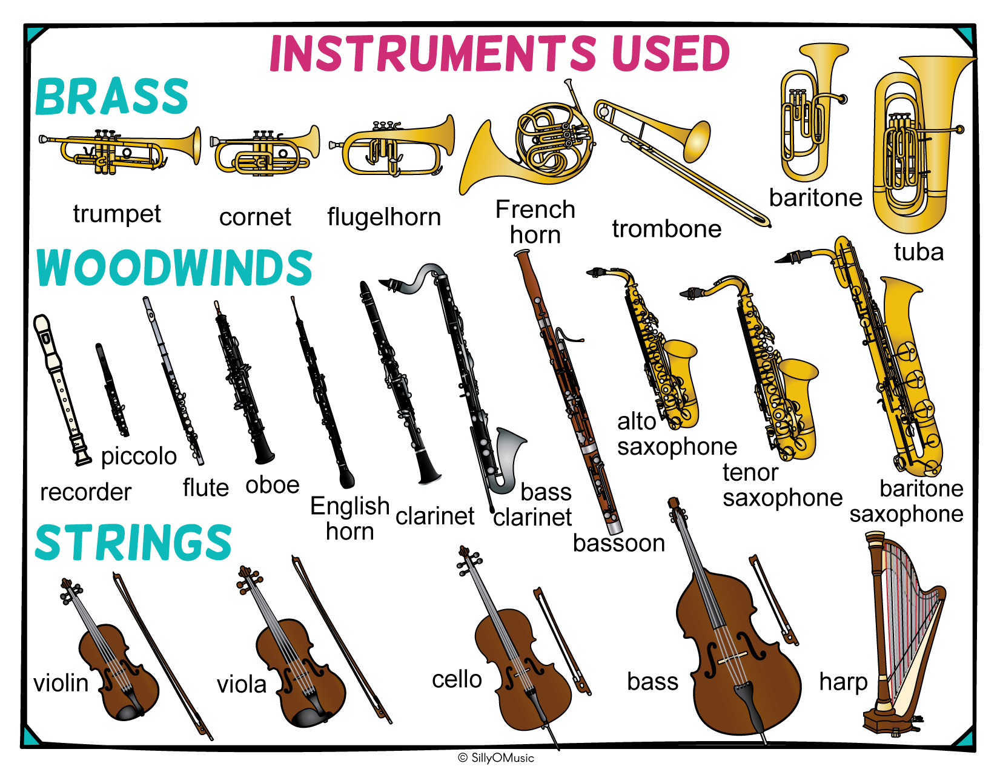 INSTRUMENTS USED
BRASS
trumpet
cornet
flugelhorn
French
horn
trombone
baritone
tuba
WOODWINDS
recorder
piccolo
flute
oboe
English
horn
clarinet
bass
clarinet
bassoon
alto
saxophone
tenor
saxophone
baritone
saxophone
STRINGS
violin
viola
cello
bass
harp
© SillyOMusic